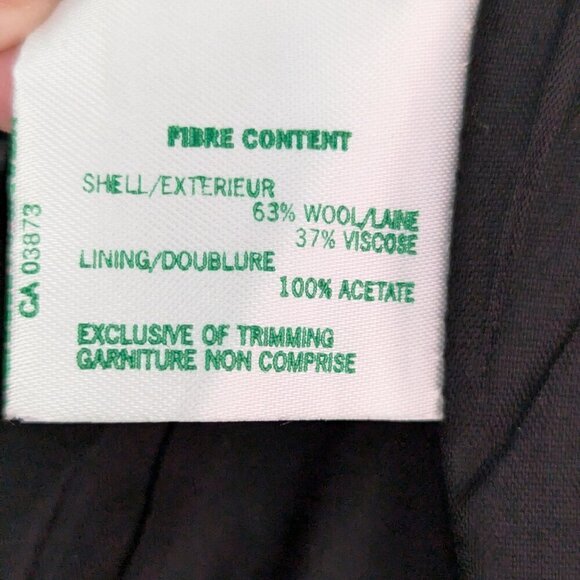 FIBRE CONTENT
SHELL/EXTERIEUR
63% WOOL/LAINE
37% VISCOSE
LINING/DOUBLURE
100% ACETATE
EXCLUSIVE OF TRIMMING
GARNITURE NON COMPRISE
CA 03873